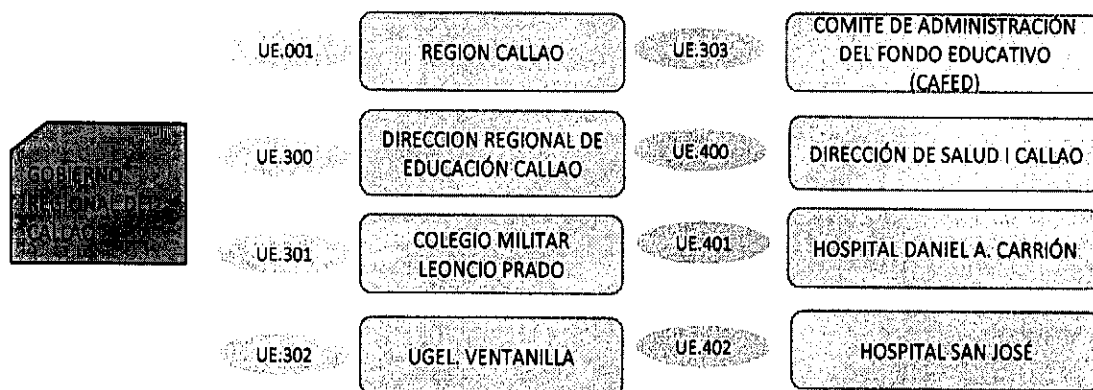 GOBIERNO
REGIONAL DEL
CALLAO
UE.001
REGION CALLAO
UE.300
DIRECCION REGIONAL DE
EDUCACIÓN CALLAO
UE.301
COLEGIO MILITAR
LEONCIO PRADO
UE.302
UGEL. VENTANILLA
UE.303
COMITE DE ADMINISTRACIÓN
DEL FONDO EDUCATIVO
(CAFED)
UE.400
DIRECCIÓN DE SALUD I CALLAO
UE.401
HOSPITAL DANIEL A. CARRIÓN
UE.402
HOSPITAL SAN JOSÉ